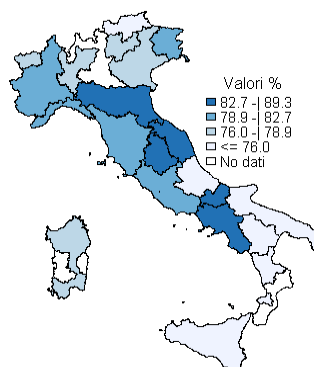 Valori %
82.7 -| 89.3
78.9 -| 82.7
76.0 -| 78.9
<= 76.0
No dati